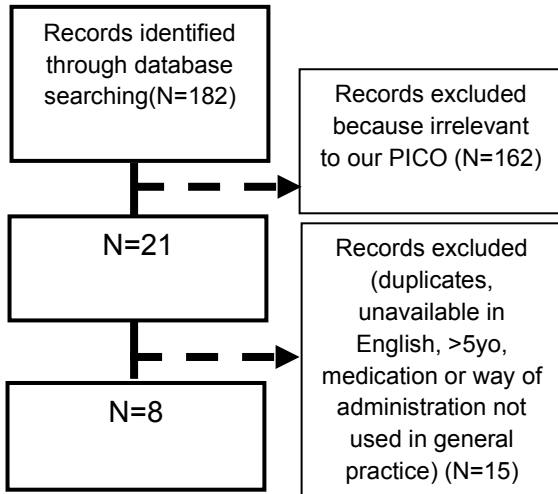 Records identified
through database
searching(N=182)
Records excluded
because irrelevant
to our PICO (N=162)
N=21
Records excluded
(duplicates,
unavailable in
English, >5yo,
medication or way of
administration not
used in general
practice) (N=15)
N=8